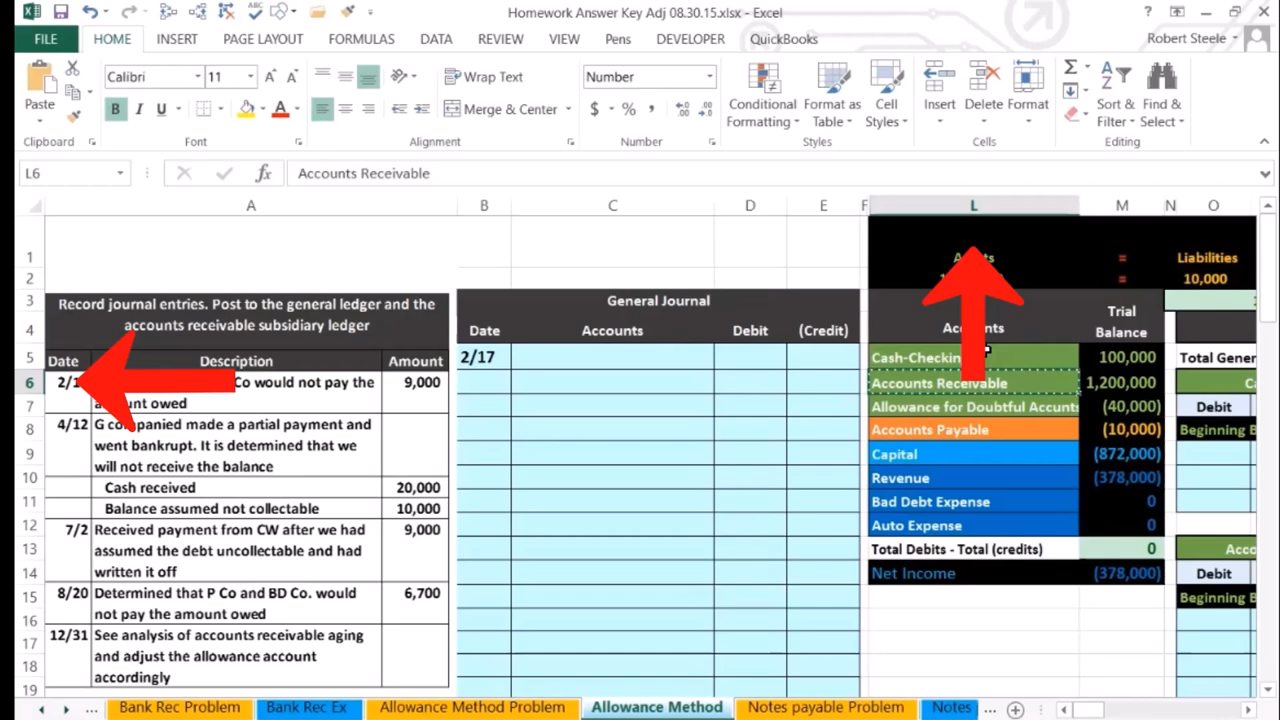 Homework Answer Key Adj 08.30.15.xlsx - Excel
FILE HOME INSERT PAGE LAYOUT FORMULAS DATA REVIEW VIEW Pens DEVELOPER QuickBooks Robert Steele
Calibri 11 Wrap Text Number
Paste B I U Merge & Center $ % Conditional Formatting Format as Table Cell Styles Insert Delete Format Sort & Filter Find & Select
Clipboard Font Alignment Number Styles Cells Editing
L6 fx Accounts Receivable
A B C D E F L M N O
1 = Liabilities
2 = 10,000
3 Record journal entries. Post to the general ledger and the General Journal
accounts receivable subsidiary ledger Trial
4 Date Accounts Debit (Credit) Balance
5 Date Description Amount 2/17 100,000 Total Gener
6 Co would not pay the 9,000 Accounts Receivable 1,200,000
7 owed Allowance for Doubtful Accunts (40,000) Debit
8 4/12 G companied made a partial payment and Accounts Payable (10,000) Beginning B
9 went bankrupt. It is determined that we Capital (872,000)
will not receive the balance
10 Cash received 20,000 Revenue (378,000)
11 Balance assumed not collectable 10,000 Bad Debt Expense 0
12 7/2 Received payment from CW after we had 9,000 Auto Expense 0
13 assumed the debt uncollectable and had Total Debits - Total (credits) 0 Acco
14 written it off Net Income (378,000) Debit
15 8/20 Determined that P Co and BD Co. would 6,700 Beginning B
16 not pay the amount owed
17 12/31 See analysis of accounts receivable aging
18 and adjust the allowance account
accordingly
19
... Bank Rec Problem Bank Rec Ex Allowance Method Problem Allowance Method Notes payable Problem Notes ...